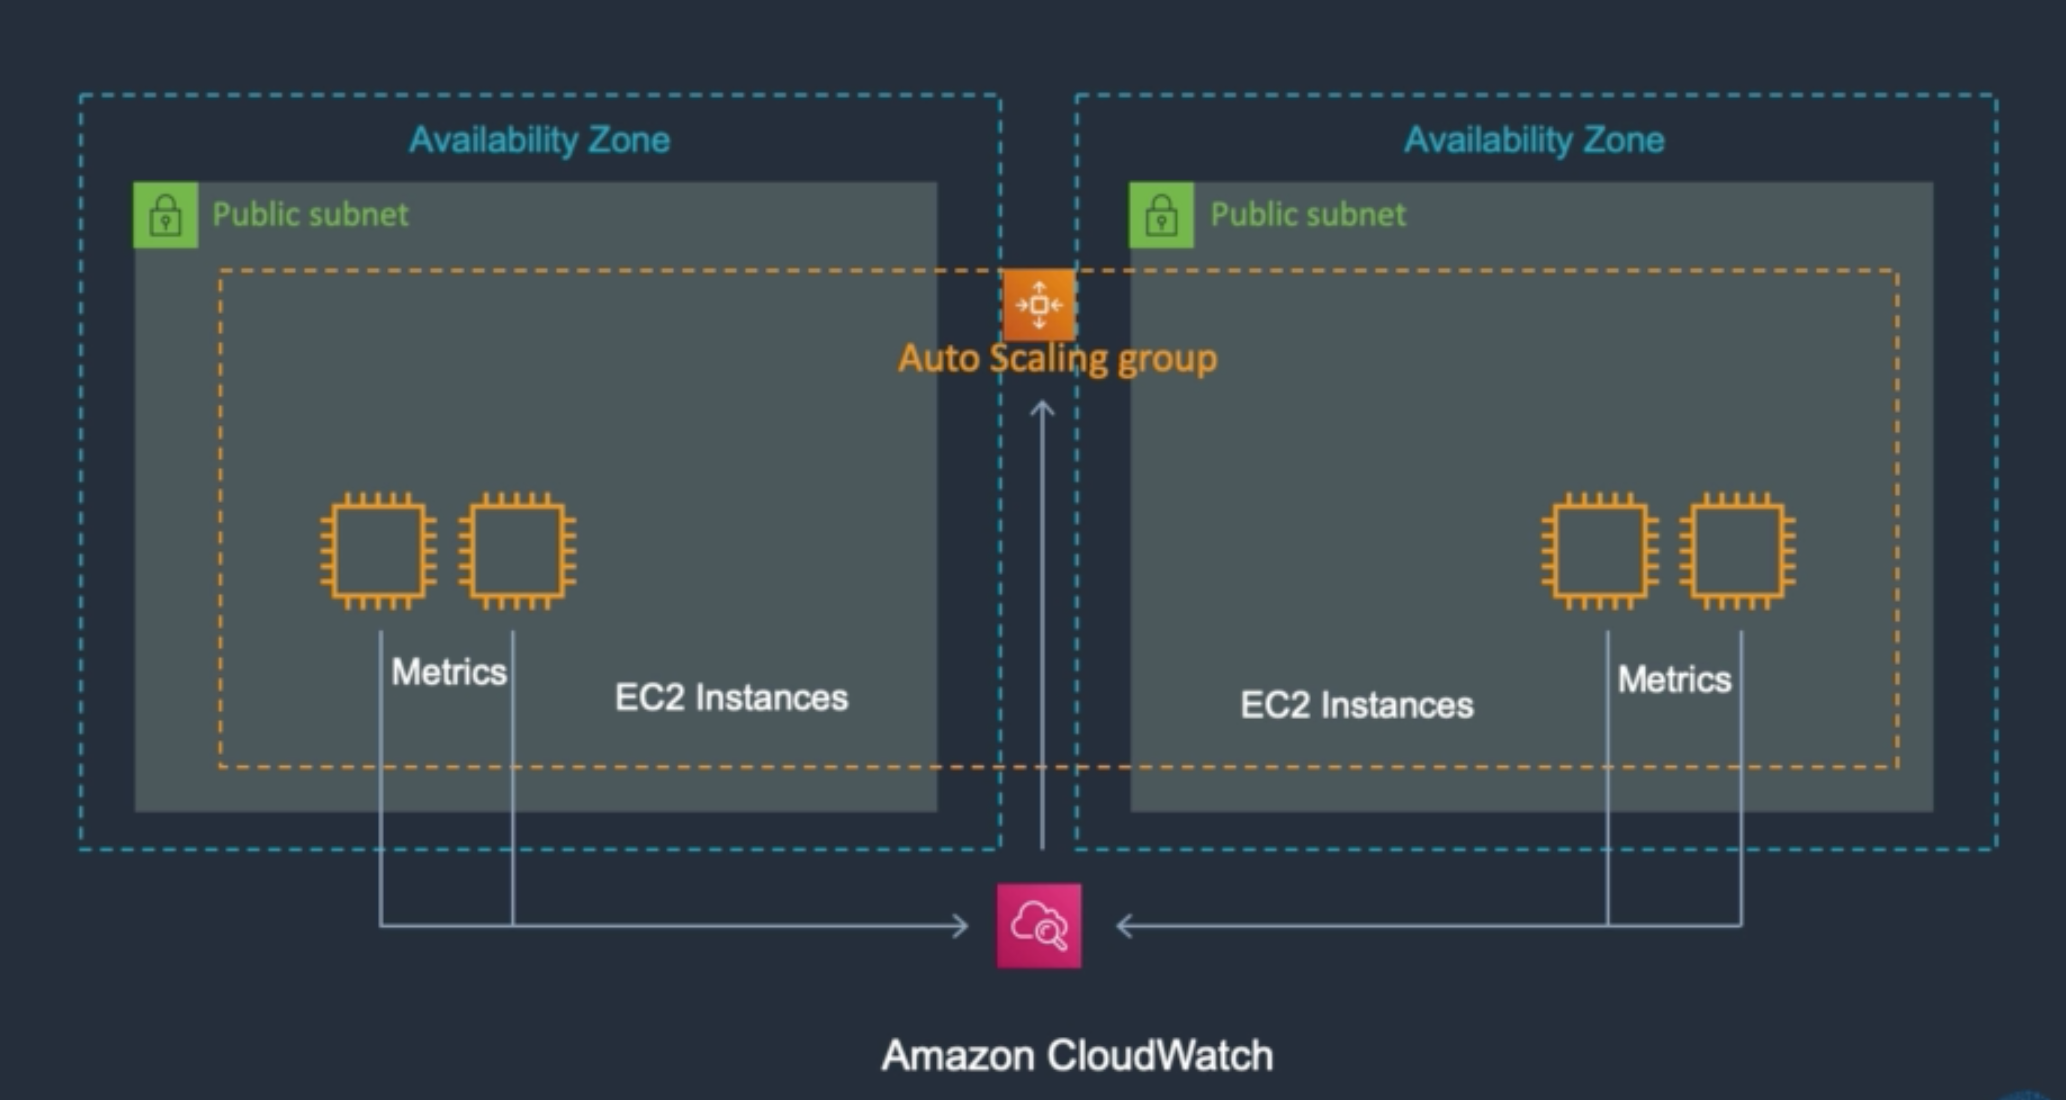 Availability Zone
Availability Zone
Public subnet
Public subnet
Auto Scaling group
Metrics
EC2 Instances
EC2 Instances
Metrics
Amazon CloudWatch